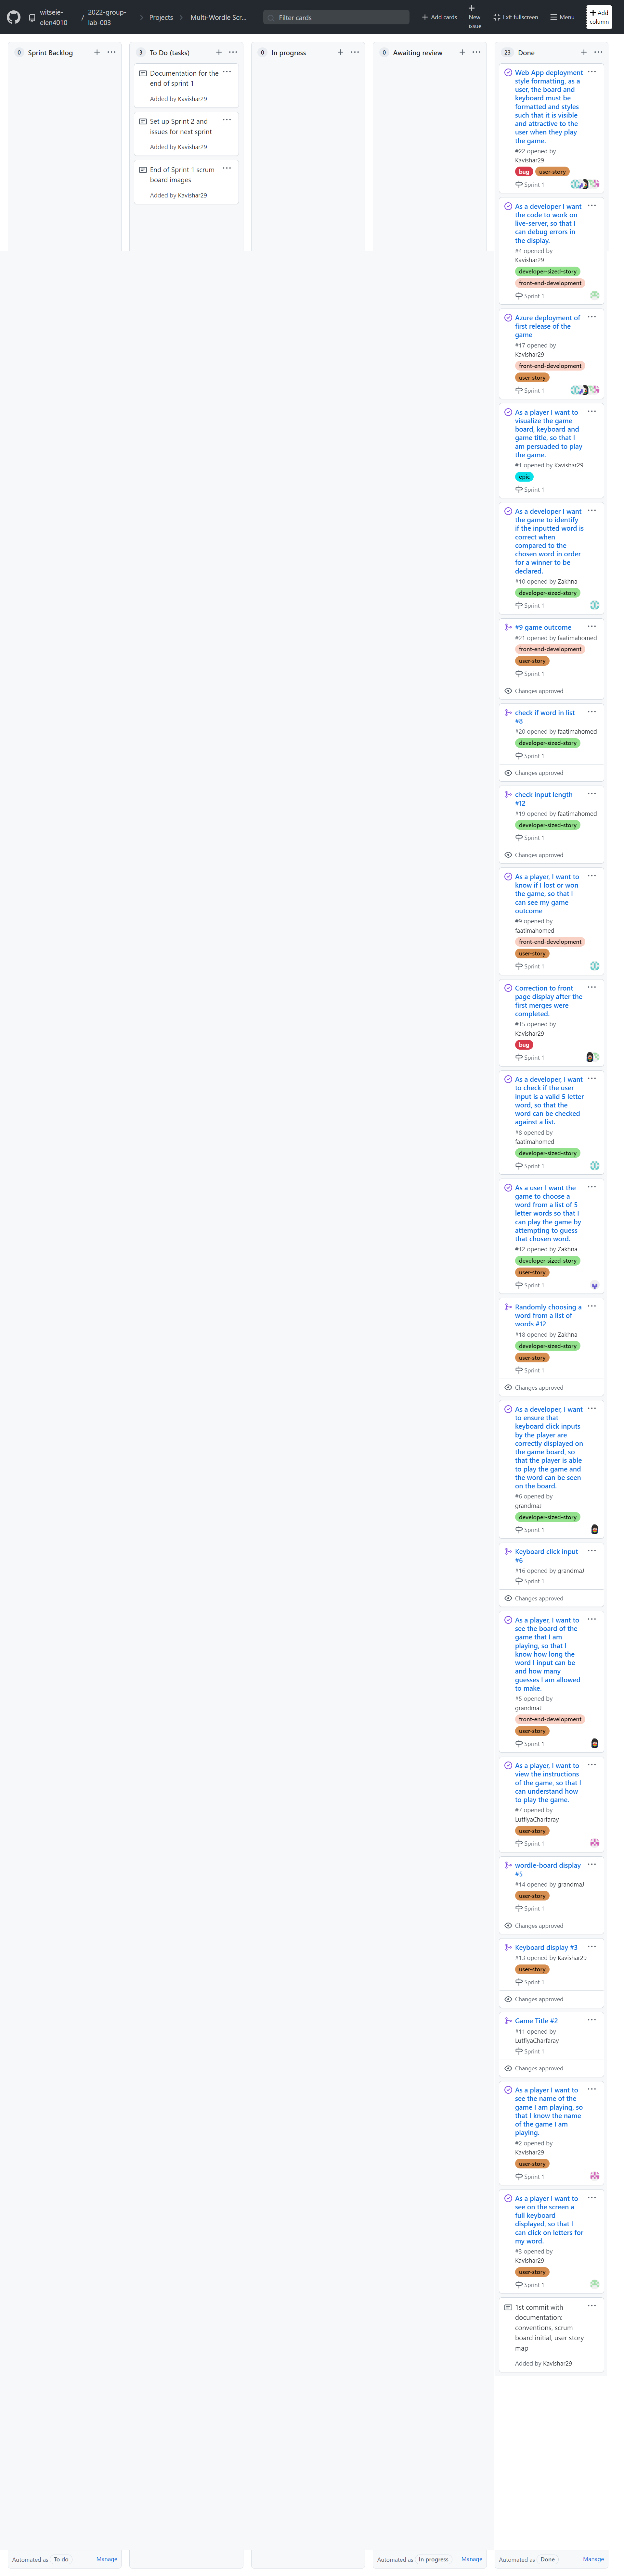 witseie-elen4010 / 2022-group-lab-003 Projects Multi-Wordle Scr... Filter cards + Add cards + New issue Exit fullscreen Menu + Add column
0 Sprint Backlog
3 To Do (tasks)
Documentation for the
end of sprint 1
Added by Kavishar29
Set up Sprint 2 and
issues for next sprint
Added by Kavishar29
End of Sprint 1 scrum
board images
Added by Kavishar29
0 In progress
0 Awaiting review
23 Done
Web App deployment
style formatting, as a
user, the board and
keyboard must be
formatted and styles
such that it is visible
and attractive to the
user when they play
the game.
#22 opened by
Kavishar29
bug user-story
Sprint 1
As a developer I want
the code to work on
live-server, so that I
can debug errors in
the display.
#4 opened by
Kavishar29
developer-sized-story
front-end-development
Sprint 1
Azure deployment of
first release of the
game
#17 opened by
Kavishar29
front-end-development
user-story
Sprint 1
As a player I want to
visualize the game
board, keyboard and
game title, so that I
am persuaded to play
the game.
#1 opened by Kavishar29
epic
Sprint 1
As a developer I want
the game to identify
if the inputted word is
correct when
compared to the
chosen word in order
for a winner to be
declared.
#10 opened by Zakhna
developer-sized-story
Sprint 1
#9 game outcome
#21 opened by faatimahomed
front-end-development
user-story
Sprint 1
Changes approved
check if word in list
#8
#20 opened by faatimahomed
developer-sized-story
Sprint 1
Changes approved
check input length
#12
#19 opened by faatimahomed
developer-sized-story
Sprint 1
Changes approved
As a player, I want to
know if I lost or won
the game, so that I
can see my game
outcome
#9 opened by
faatimahomed
front-end-development
user-story
Sprint 1
Correction to front
page display after the
first merges were
completed.
#15 opened by
Kavishar29
bug
Sprint 1
As a developer, I want
to check if the user
input is a valid 5 letter
word, so that the
word can be checked
against a list.
#8 opened by
faatimahomed
developer-sized-story
Sprint 1
As a user I want the
game to choose a
word from a list of 5
letter words so that I
can play the game by
attempting to guess
that chosen word.
#12 opened by Zakhna
developer-sized-story
user-story
Sprint 1
Randomly choosing a
word from a list of
words #12
#18 opened by Zakhna
developer-sized-story
user-story
Sprint 1
Changes approved
As a developer, I want
to ensure that
keyboard click inputs
by the player are
correctly displayed on
the game board, so
that the player is able
to play the game and
the word can be seen
on the board.
#6 opened by
grandmaJ
developer-sized-story
Sprint 1
Keyboard click input
#6
#16 opened by grandmaJ
Sprint 1
Changes approved
As a player, I want to
see the board of the
game that I am
playing, so that I
know how long the
word I input can be
and how many
guesses I am allowed
to make.
#5 opened by
grandmaJ
front-end-development
user-story
Sprint 1
As a player, I want to
view the instructions
of the game, so that I
can understand how
to play the game.
#7 opened by
LutfiyaCharfaray
user-story
Sprint 1
wordle-board display
#5
#14 opened by grandmaJ
user-story
Sprint 1
Changes approved
Keyboard display #3
#13 opened by Kavishar29
user-story
Sprint 1
Changes approved
Game Title #2
#11 opened by
LutfiyaCharfaray
Sprint 1
Changes approved
As a player I want to
see the name of the
game I am playing, so
that I know the name
of the game I am
playing.
#2 opened by
Kavishar29
user-story
Sprint 1
As a player I want to
see on the screen a
full keyboard
displayed, so that I
can click on letters for
my word.
#3 opened by
Kavishar29
user-story
Sprint 1
1st commit with
documentation:
conventions, scrum
board initial, user story
map
Added by Kavishar29
Automated as To do Manage
Automated as In progress Manage
Automated as Done Manage